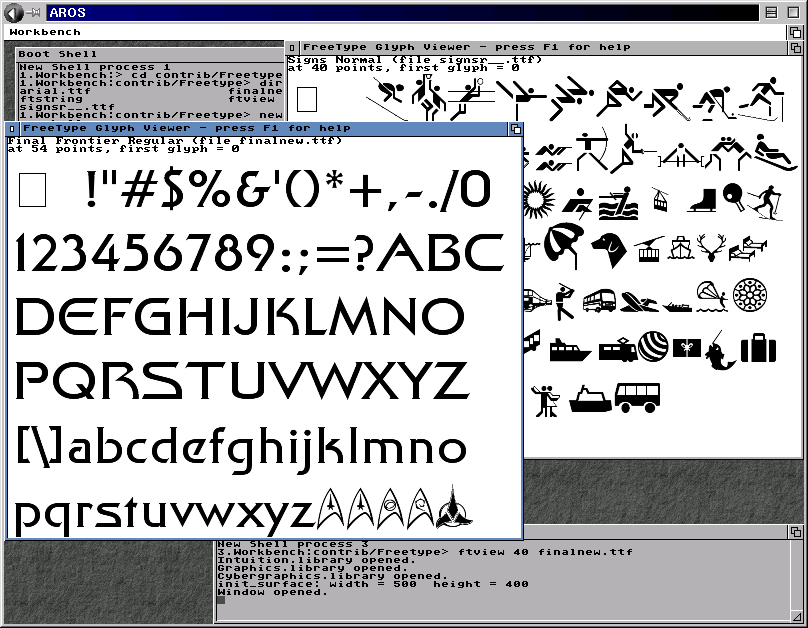 AROS
Workbench
Boot Shell
New Shell process 1
1.Workbench:> cd contrib/Freetype
1.Workbench:contrib/Freetype> dir
arial.ttf finalne
ftstring ftview
signsr__.ttf
1.Workbench:contrib/Freetype> new
FreeType Glyph Viewer - press F1 for help
Signs Normal (file signsr__.ttf)
at 40 points, first glyph = 0
FreeType Glyph Viewer - press F1 for help
Final Frontier Regular (file finalnew.ttf)
at 54 points, first glyph = 0
!"#$%&'()*+,-./0
123456789:;=?ABC
DEFGHIJKLMNO
PQRSTUVWXYZ
[\]abcdefghijklmno
pqrstuvwxyz
New Shell process 3
3.Workbench:contrib/Freetype> ftview 40 finalnew.ttf
Intuition.library opened.
Graphics.library opened.
Cybergraphics.library opened.
init_surface: width = 500 height = 400
Window opened.